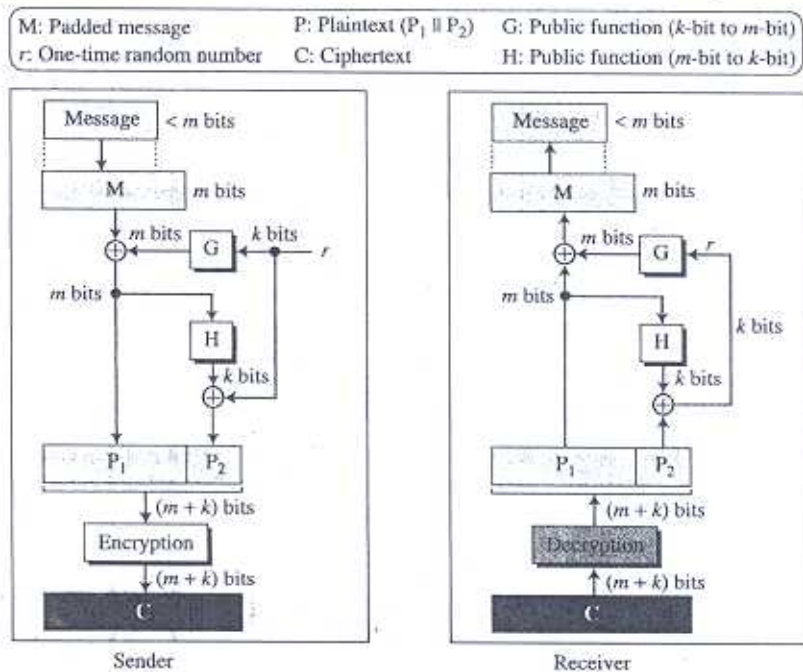 M: Padded message P: Plaintext (P1 || P2) G: Public function (k-bit to m-bit)
r: One-time random number C: Ciphertext H: Public function (m-bit to k-bit)
Message < m bits
M m bits
m bits G k bits r
m bits
H
k bits
P1 P2
(m + k) bits
Encryption
(m + k) bits
C
Sender
Message < m bits
M m bits
m bits G r
m bits
H k bits
k bits
P1 P2
(m + k) bits
Decryption
(m + k) bits
C
Receiver